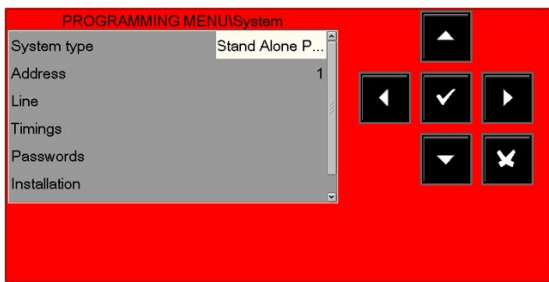 PROGRAMMING MENU\System
System type Stand Alone P...
Address 1
Line
Timings
Passwords
Installation